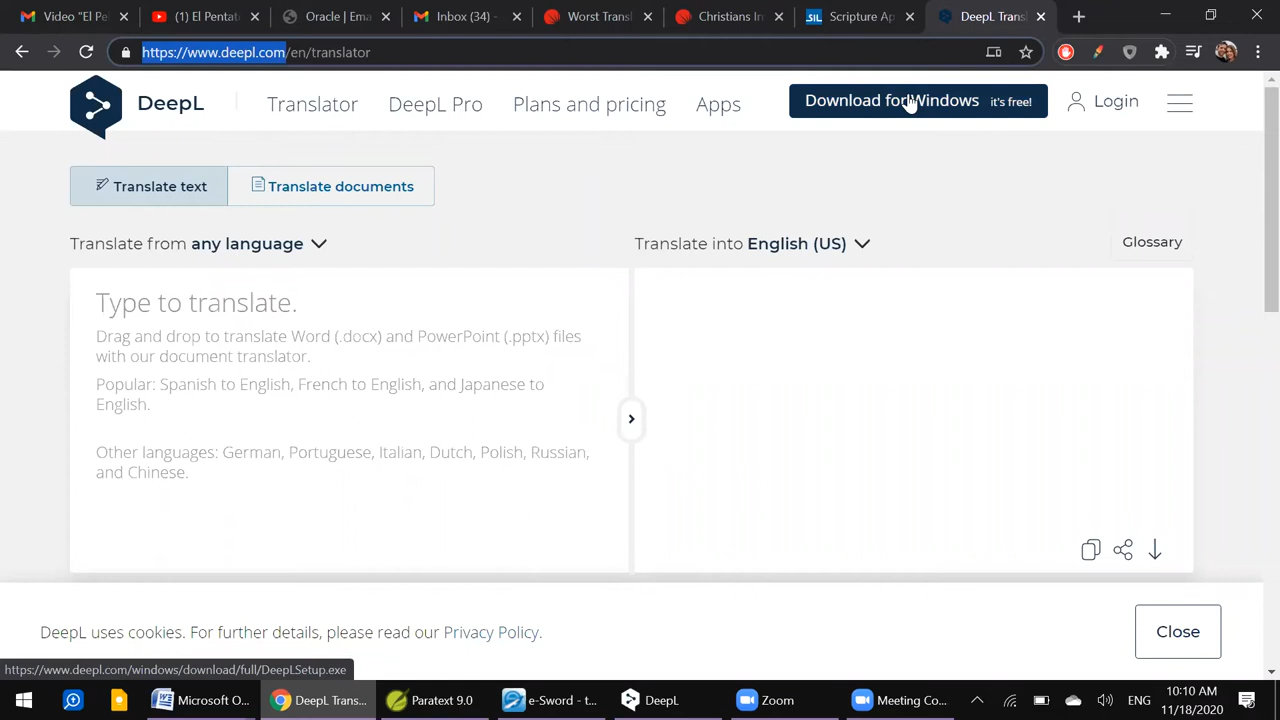 Video "El P
(1) El Pentat
Oracle | Ema
Inbox (34) -
Worst Transl
Christians In
SIL
Scripture Ap
DeepL Trans
https://www.deepl.com/en/translator
DeepL
Translator
DeepL Pro
Plans and pricing
Apps
Download for Windows it's free!
Login
Translate text
Translate documents
Translate from any language
Translate into English (US)
Glossary
Type to translate.
Drag and drop to translate Word (.docx) and PowerPoint (.pptx) files
with our document translator.
Popular: Spanish to English, French to English, and Japanese to
English.
Other languages: German, Portuguese, Italian, Dutch, Polish, Russian,
and Chinese.
DeepL uses cookies. For further details, please read our Privacy Policy.
Close
https://www.deepl.com/windows/download/full/DeepLSetup.exe
Microsoft O...
DeepL Trans...
Paratext 9.0
e-Sword - t...
DeepL
Zoom
Meeting Co...
ENG
10:10 AM
11/18/2020